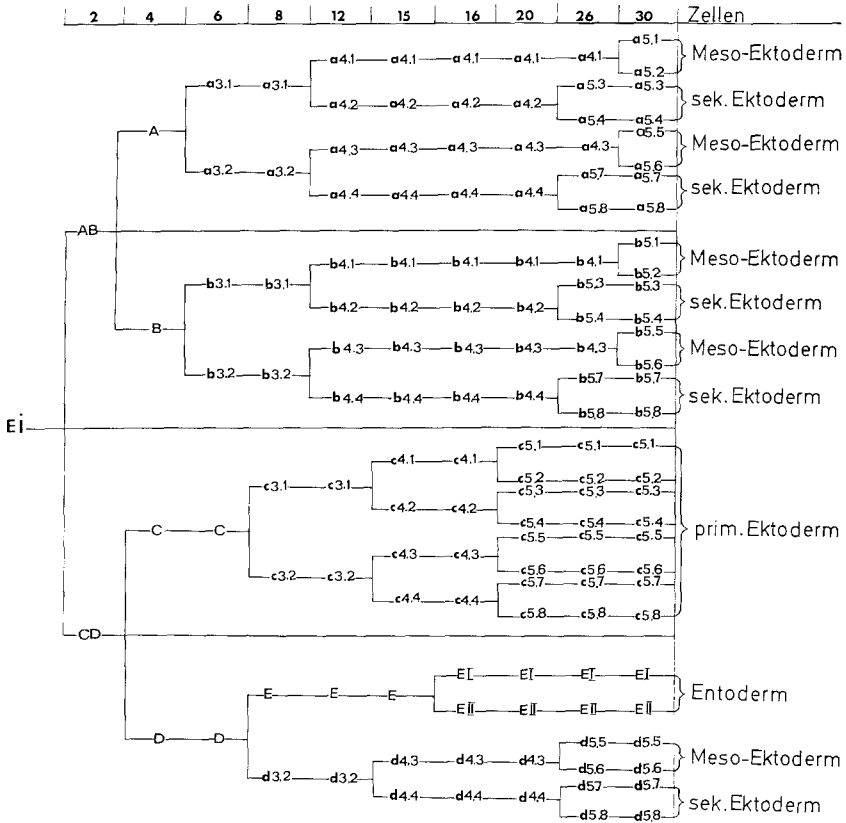 2 4 6 8 12 15 16 20 26 30 Zellen
a5.1
a4.1 a4.1 a4.1 a4.1 a4.1 Meso-Ektoderm
a5.2
a3.1 a3.1 a5.3 a5.3
a4.2 a4.2 a4.2 a4.2 sek.Ektoderm
a5.4 a5.4
A a5.5
a4.3 a4.3 a4.3 a4.3 a4.3 Meso-Ektoderm
a5.6
a3.2 a3.2 a5.7 a5.7
a4.4 a4.4 a4.4 a4.4 sek.Ektoderm
a5.8 a5.8
AB
b5.1
b4.1 b4.1 b4.1 b4.1 b4.1 Meso-Ektoderm
b5.2
b3.1 b3.1 b5.3 b5.3
b4.2 b4.2 b4.2 b4.2 sek.Ektoderm
b5.4 b5.4
B b5.5
b4.3 b4.3 b4.3 b4.3 b4.3 Meso-Ektoderm
b5.6
b3.2 b3.2 b5.7 b5.7
b4.4 b4.4 b4.4 b4.4 sek.Ektoderm
b5.8 b5.8
Ei
c5.1 c5.1 c5.1
c4.1 c4.1
c5.2 c5.2 c5.2
c3.1 c3.1 c5.3 c5.3 c5.3
c4.2 c4.2
c5.4 c5.4 c5.4
C C prim.Ektoderm
c5.5 c5.5 c5.5
c4.3 c4.3
c5.6 c5.6 c5.6
c3.2 c3.2 c5.7 c5.7 c5.7
c4.4 c4.4
c5.8 c5.8 c5.8
CD
EI EI EI EI
E E E Entoderm
EII EII EII EII
D D
d5.5 d5.5
d4.3 d4.3 d4.3 Meso-Ektoderm
d5.6 d5.6
d3.2 d3.2 d5.7 d5.7
d4.4 d4.4 d4.4 sek.Ektoderm
d5.8 d5.8